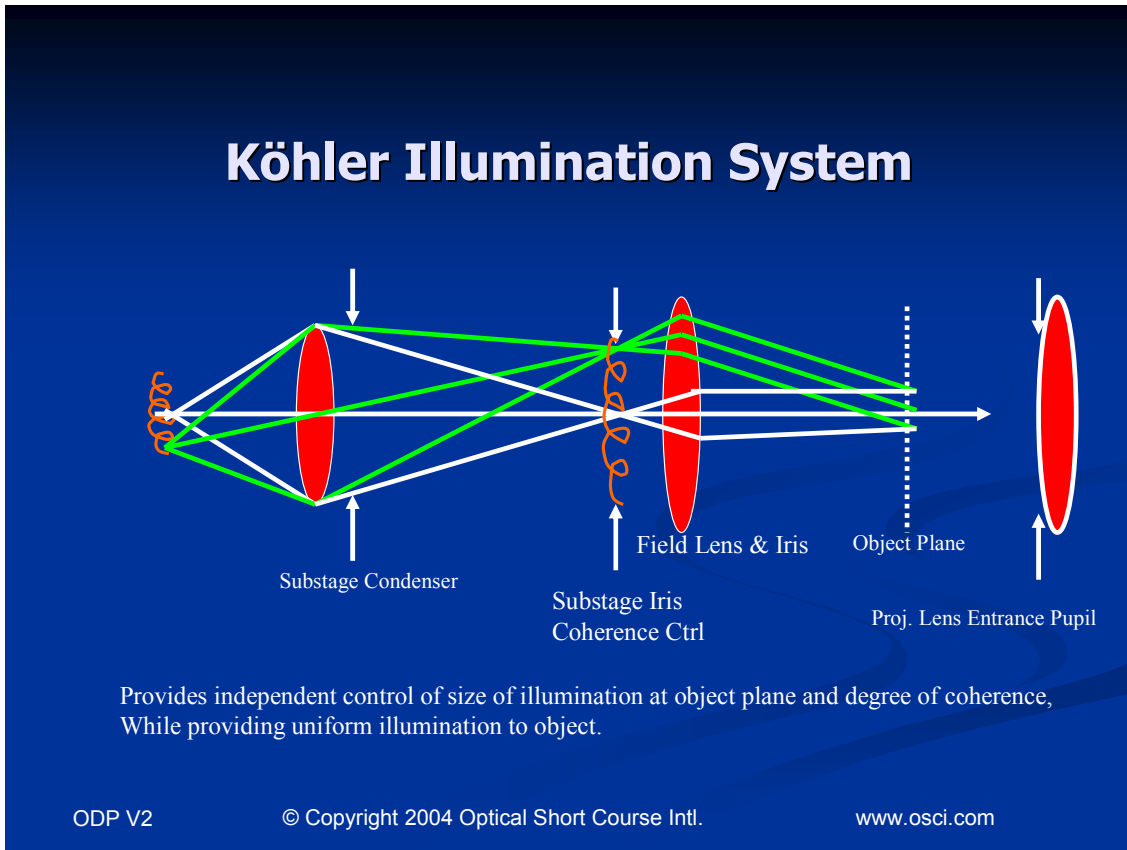 Köhler Illumination System
Field Lens & Iris
Object Plane
Substage Condenser
Substage Iris
Coherence Ctrl
Proj. Lens Entrance Pupil
Provides independent control of size of illumination at object plane and degree of coherence,
While providing uniform illumination to object.
ODP V2
© Copyright 2004 Optical Short Course Intl.
www.osci.com